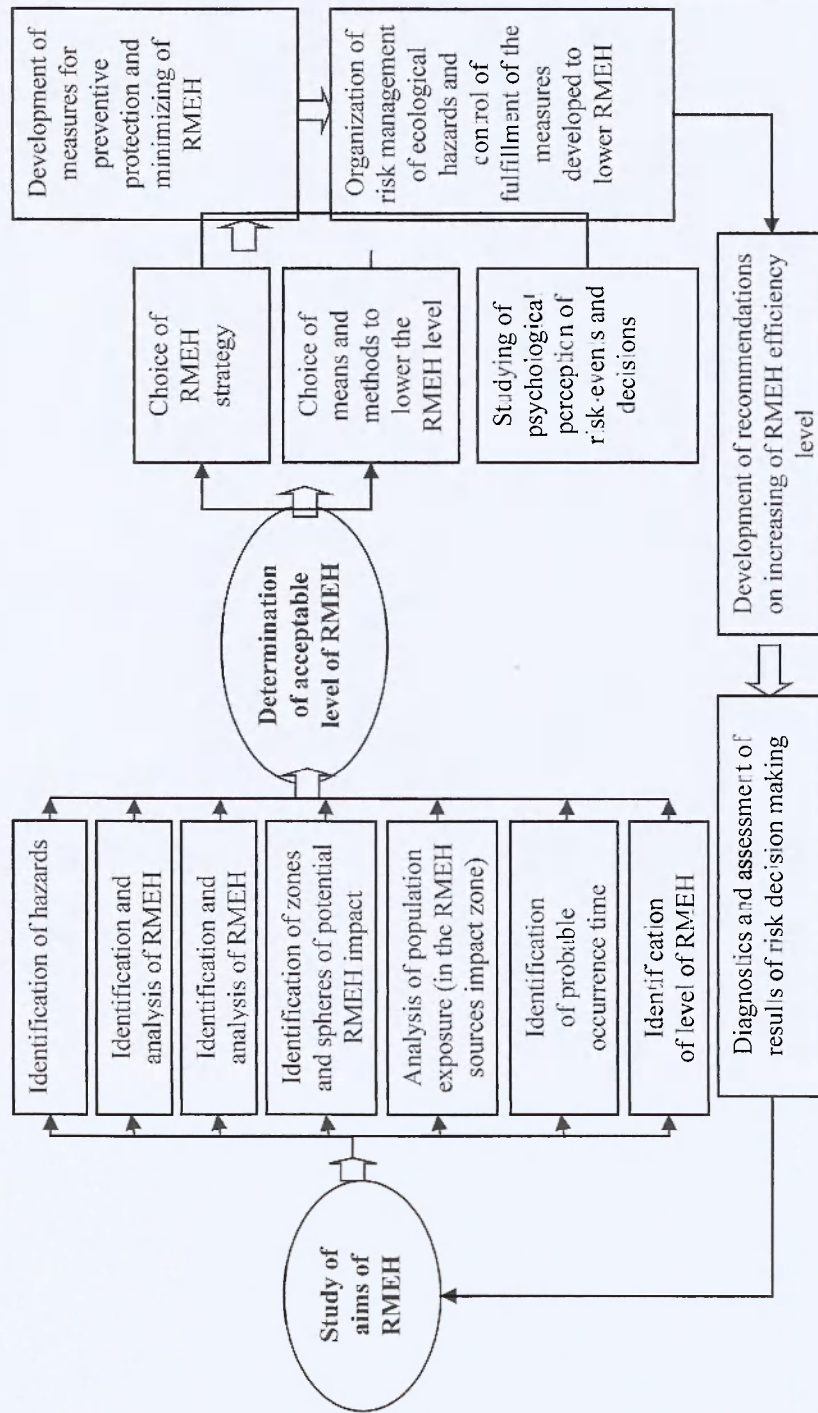 Study of
aims of
RMEH
Identification of hazards
Identification and
analysis of RMEH
Identification and
analysis of RMEH
Identification of zones
and spheres of potential
RMEH impact
Analysis of population
exposure (in the RMEH
sources impact zone)
Identification
of probable
occurrence time
Identification
of level of RMEH
Determination
of acceptable
level of RMEH
Choice of
RMEH
strategy
Choice of
means and
methods to
lower the
RMEH level
Studying of
psychological
perception of
risk-events and
decisions
Development of
measures for
preventive
protection and
minimizing of
RMEH
Organization of
risk management
of ecological
hazards and
control of
fulfillment of the
measures
developed to
lower RMEH
Development of recommendations
on increasing of RMEH efficiency
level
Diagnostics and assessment of
results of risk decision making